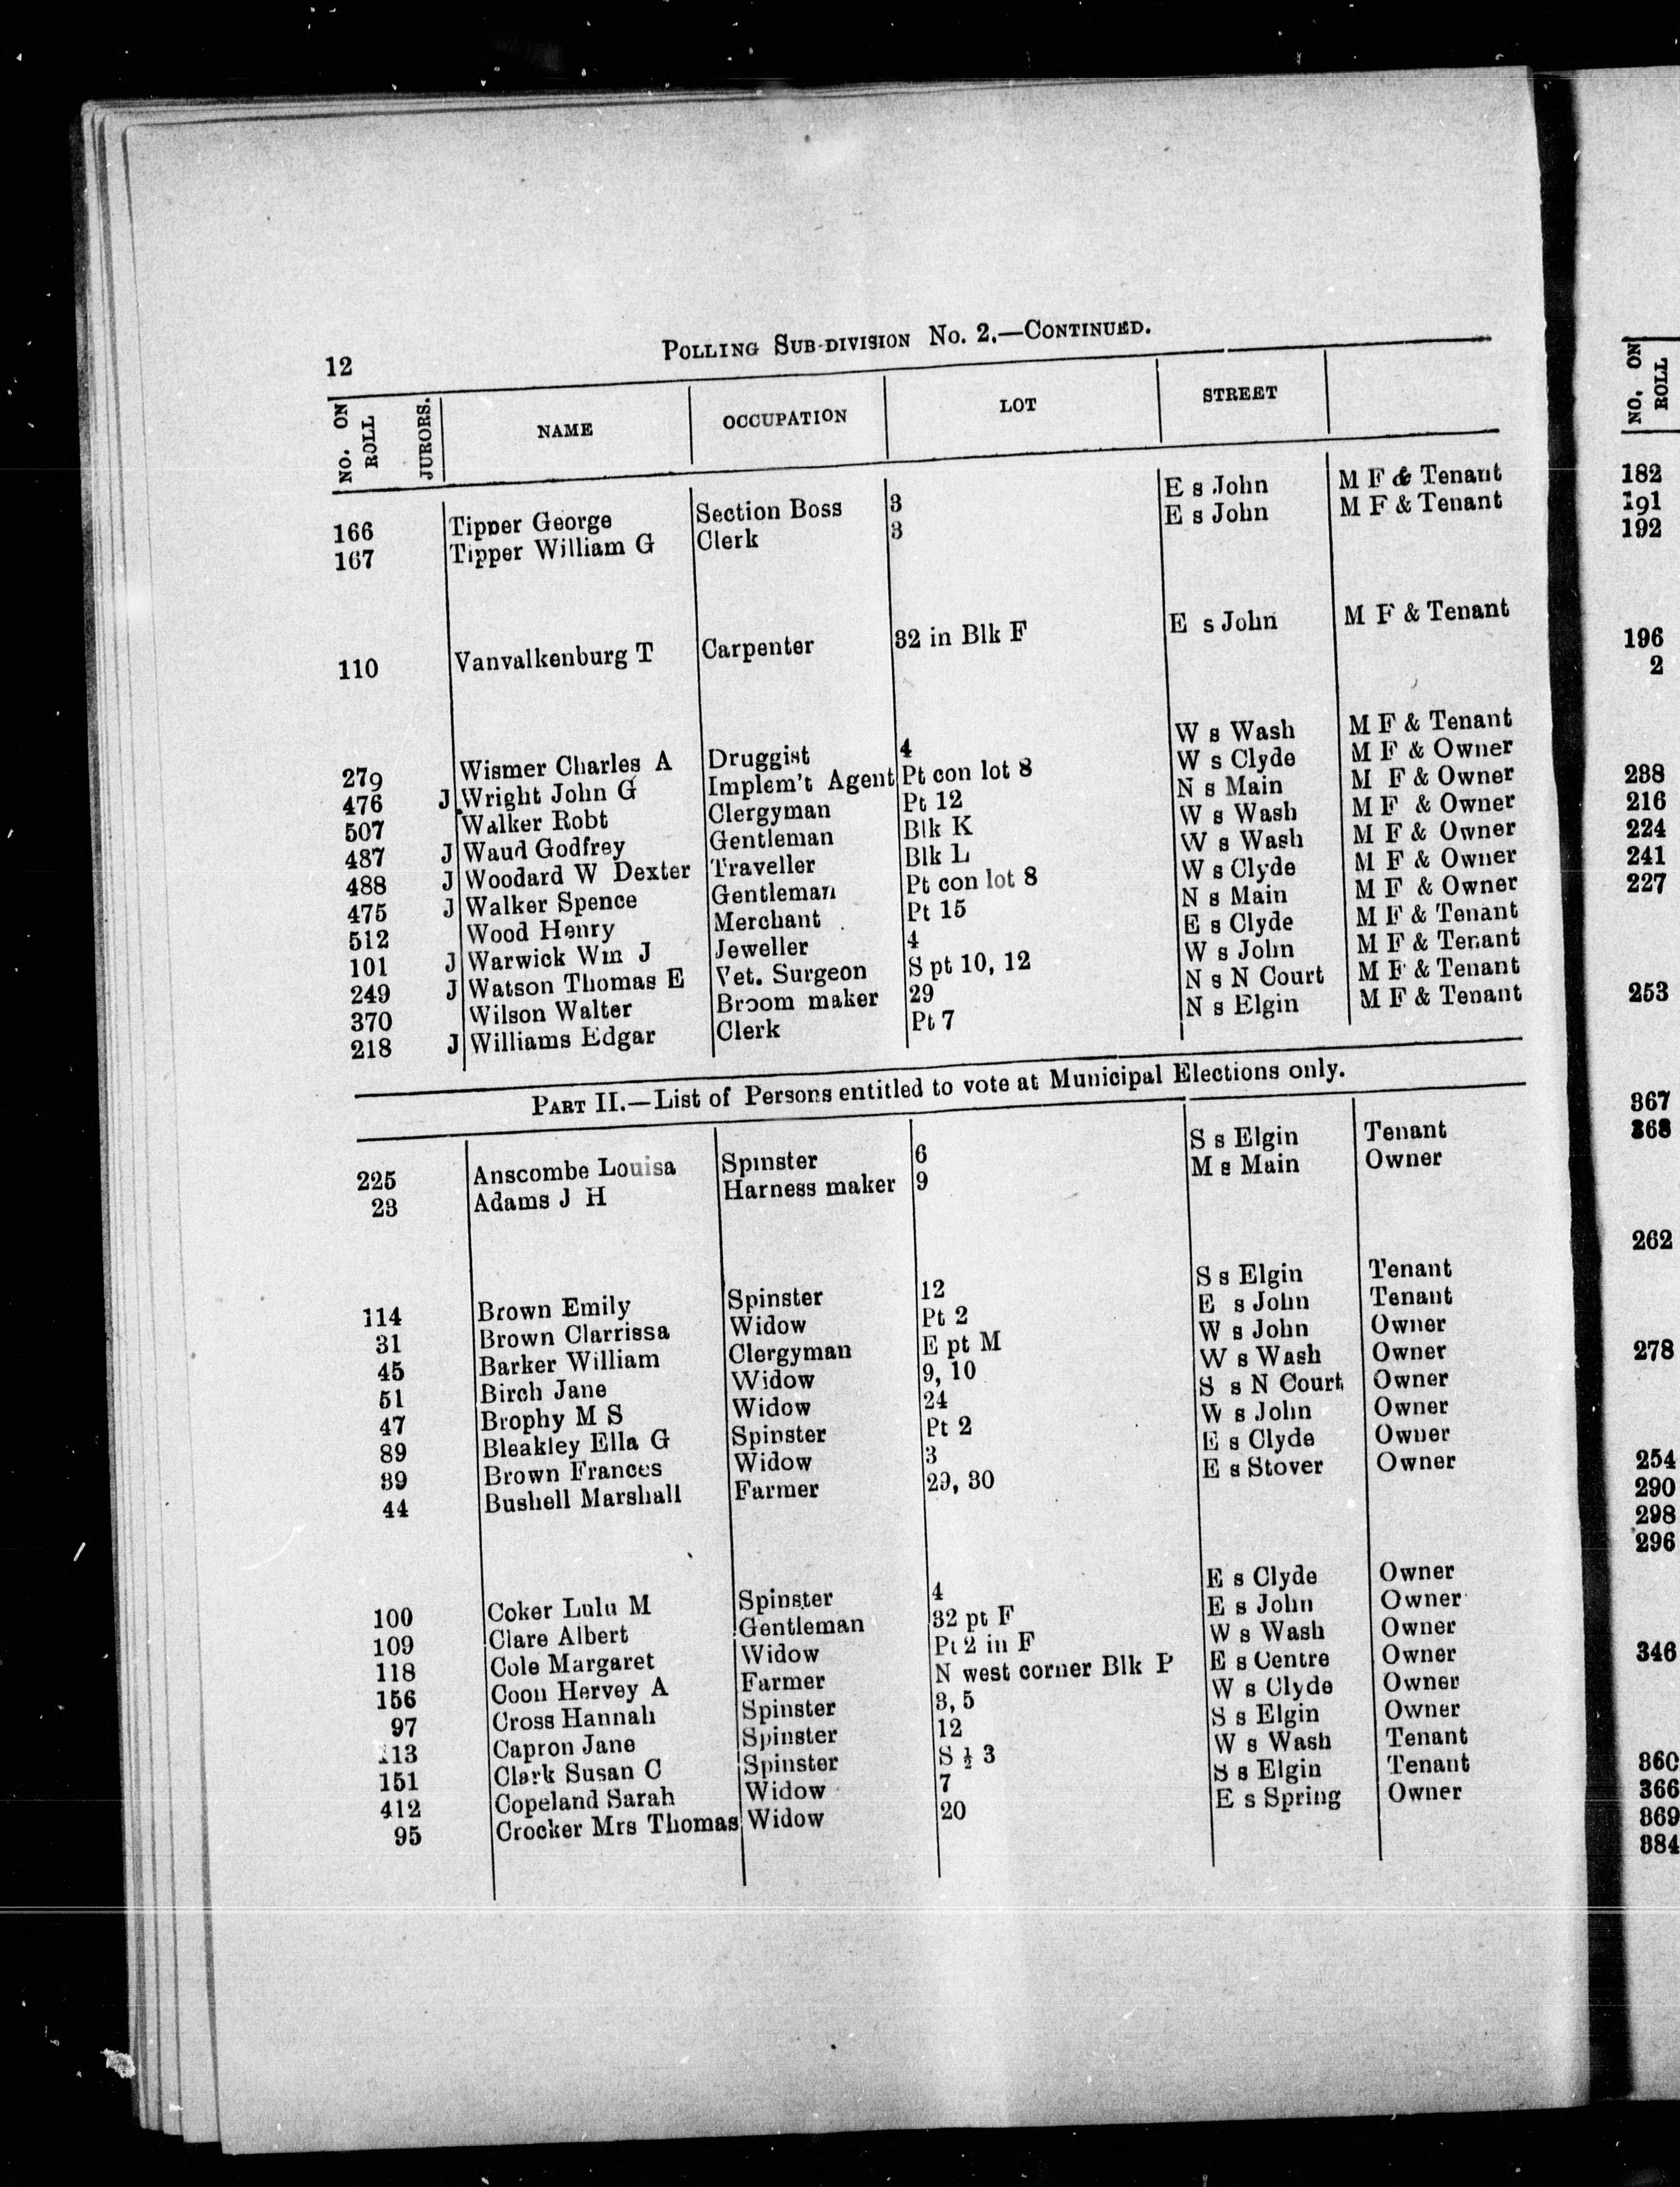 12
POLLING SUB-DIVISION No. 2.—CONTINUED.
NO. ON ROLL JURORS. NAME OCCUPATION LOT STREET
166 Tipper George Section Boss 3 E s John M F & Tenant
167 Tipper William G Clerk 3 E s John M F & Tenant
110 Vanvalkenburg T Carpenter 32 in Blk F E s John M F & Tenant
279 Wismer Charles A Druggist 4 W s Wash M F & Tenant
476 J Wright John G Implem't Agent Pt con lot 8 W s Clyde M F & Owner
507 Walker Robt Clergyman Pt 12 N s Main M F & Owner
487 J Waud Godfrey Gentleman Blk K W s Wash M F & Owner
488 J Woodard W Dexter Traveller Blk L W s Wash M F & Owner
475 J Walker Spence Gentleman Pt con lot 8 W s Clyde M F & Owner
512 Wood Henry Merchant Pt 15 N s Main M F & Owner
101 J Warwick Wm J Jeweller 4 E s Clyde M F & Tenant
249 J Watson Thomas E Vet. Surgeon S pt 10, 12 W s John M F & Tenant
370 Wilson Walter Broom maker 29 N s N Court M F & Tenant
218 J Williams Edgar Clerk Pt 7 N s Elgin M F & Tenant
PART II.—List of Persons entitled to vote at Municipal Elections only.
225 Anscombe Louisa Spinster 6 S s Elgin Tenant
23 Adams J H Harness maker 9 M s Main Owner
114 Brown Emily Spinster 12 S s Elgin Tenant
31 Brown Clarrissa Widow Pt 2 E s John Tenant
45 Barker William Clergyman E pt M W s John Owner
51 Birch Jane Widow 9, 10 W s Wash Owner
47 Brophy M S Widow 24 S s N Court Owner
89 Bleakley Ella G Spinster Pt 2 W s John Owner
39 Brown Frances Widow 3 E s Clyde Owner
44 Bushell Marshall Farmer 29, 30 E s Stover Owner
100 Coker Lulu M Spinster 4 E s Clyde Owner
109 Clare Albert Gentleman 32 pt F E s John Owner
118 Cole Margaret Widow Pt 2 in F W s Wash Owner
156 Coon Hervey A Farmer N west corner Blk P E s Centre Owner
97 Cross Hannah Spinster 3, 5 W s Clyde Owner
113 Capron Jane Spinster 12 S s Elgin Owner
151 Clark Susan C Spinster S ½ 3 W s Wash Tenant
412 Copeland Sarah Widow 7 S s Elgin Tenant
95 Crocker Mrs Thomas Widow 20 E s Spring Owner
NO. ON ROLL
182
191
192
196
2
238
216
224
241
227
253
367
368
262
278
254
290
298
296
346
360
366
369
384